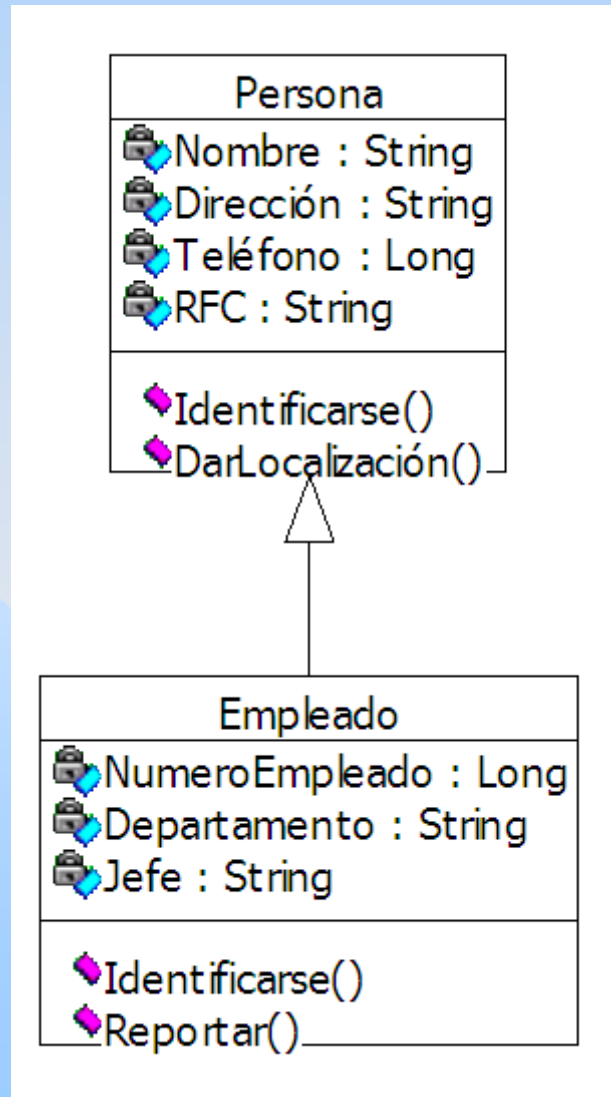 Persona
Nombre : String
Dirección : String
Teléfono : Long
RFC : String
Identificarse()
DarLocalización()
Empleado
NumeroEmpleado : Long
Departamento : String
Jefe : String
Identificarse()
Reportar()